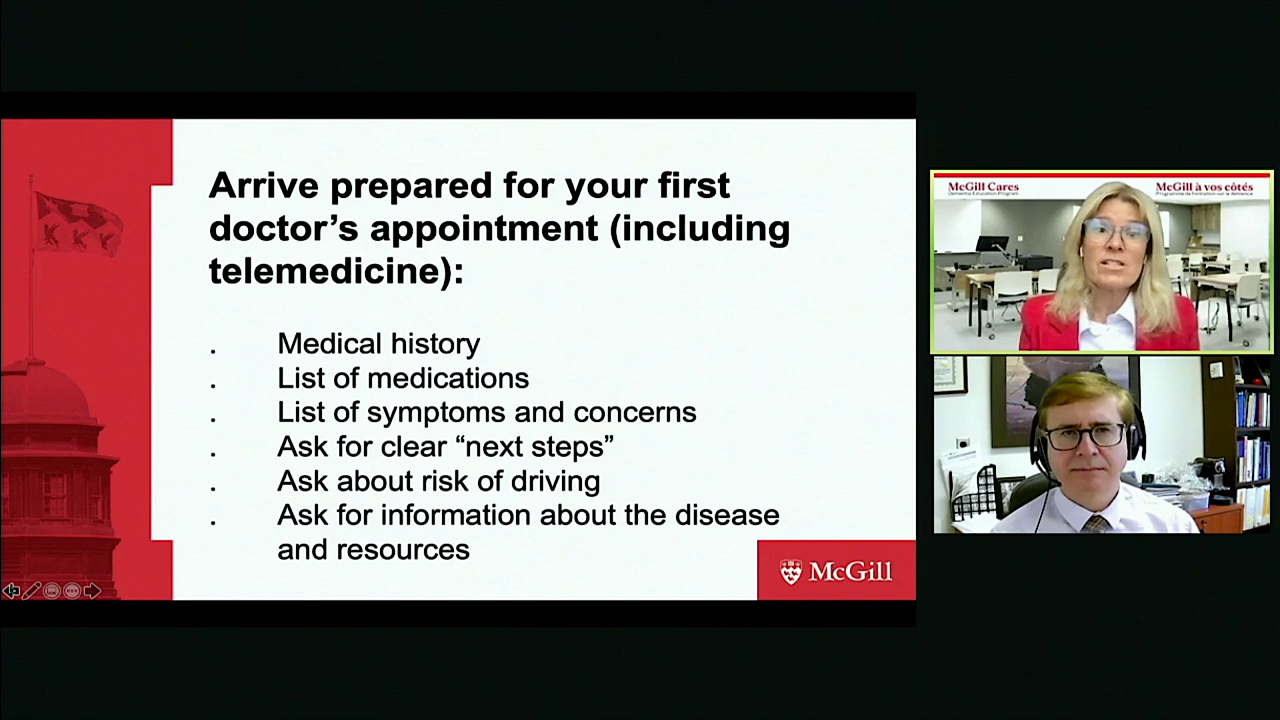 Arrive prepared for your first
doctor’s appointment (including
telemedicine):
. Medical history
. List of medications
. List of symptoms and concerns
. Ask for clear “next steps”
. Ask about risk of driving
. Ask for information about the disease
and resources
McGill
McGill Cares
Dementia Education Program
McGill à vos côtés
Programme de formation sur la démence